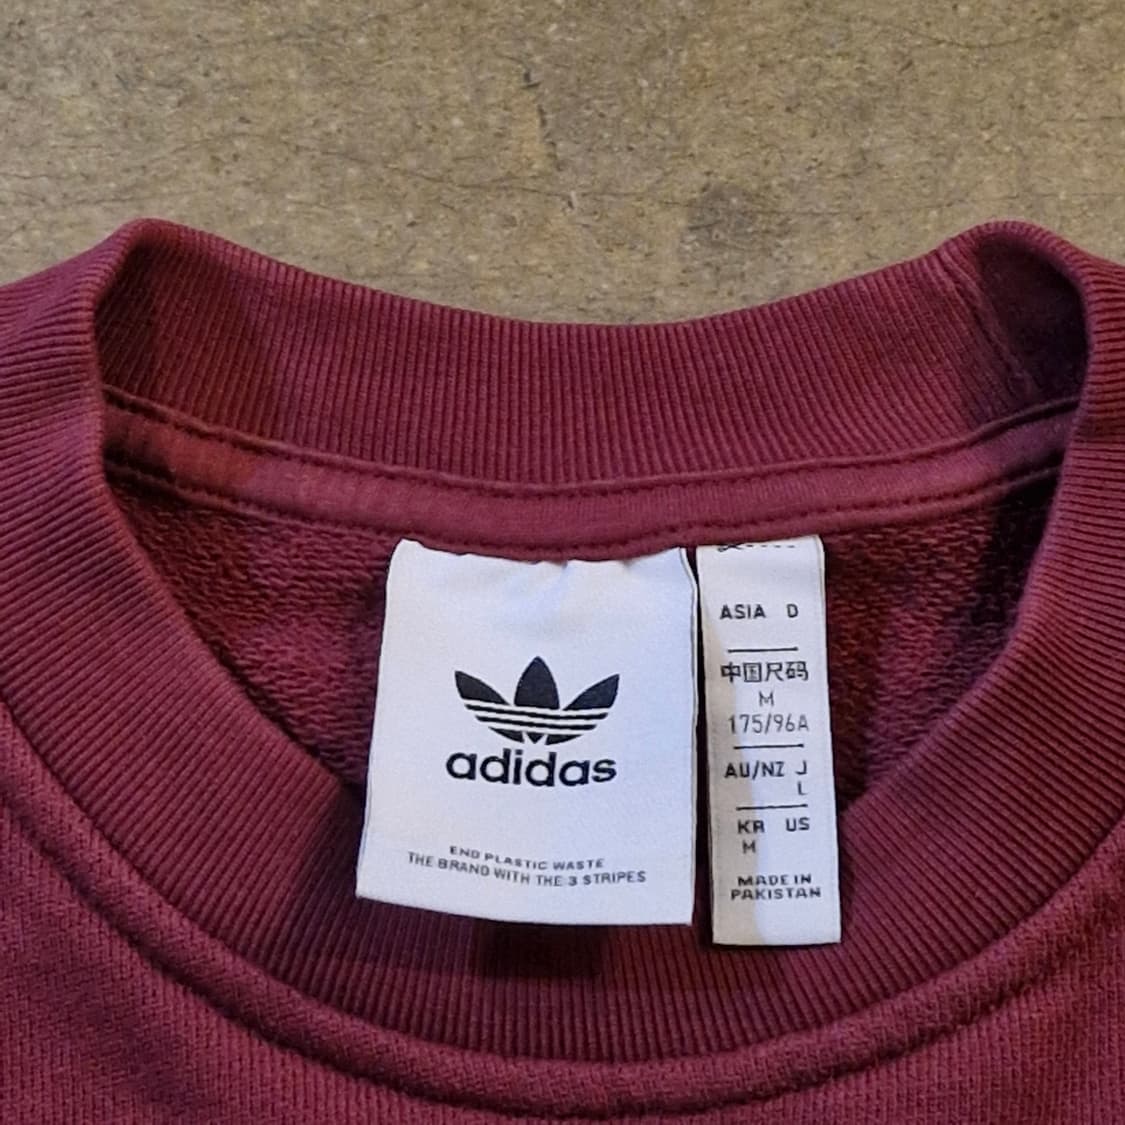 adidas
END PLASTIC WASTE
THE BRAND WITH THE 3 STRIPES
ASIA D
中国尺码
M
175/96A
AU/NZ J
L
KR US
M
MADE IN
PAKISTAN